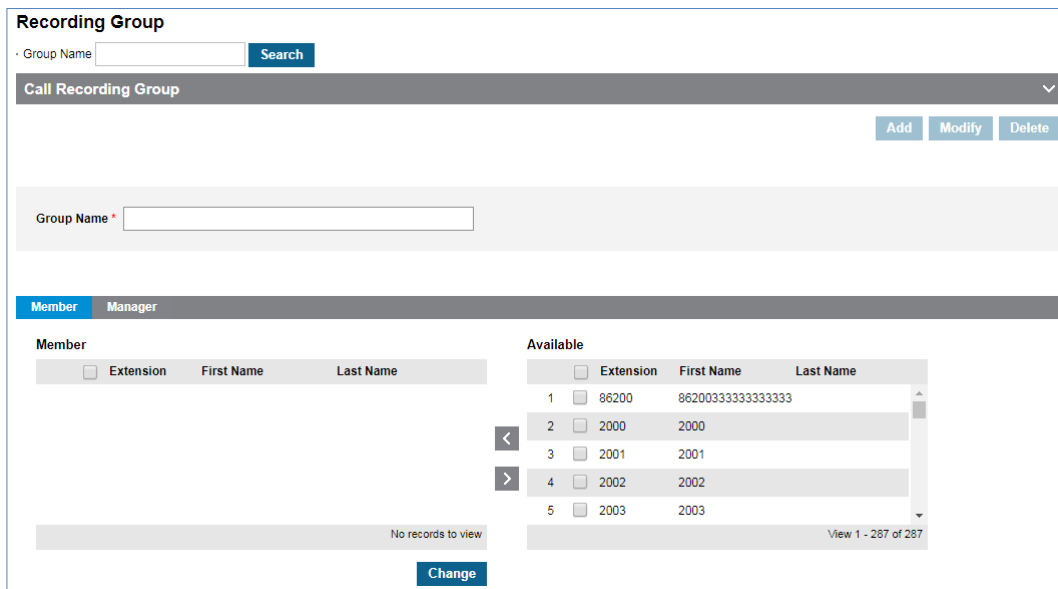 Recording Group
· Group Name Search
Call Recording Group
Add Modify Delete
Group Name *
Member Manager
Member
Extension First Name Last Name
No records to view
Change
Available
Extension First Name Last Name
1 86200 86200333333333333
2 2000 2000
3 2001 2001
4 2002 2002
5 2003 2003
View 1 - 287 of 287